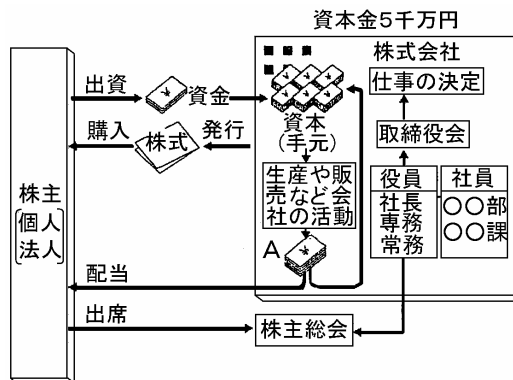 資本金5千万円
株式会社
出資
資金
仕事の決定
購入
株式
発行
資本
(手元)
取締役会
生産や販
売など会
社の活動
役員
社長
専務
常務
社員
○○部
○○課
株主
個人
法人
A
配当
出席
株主総会